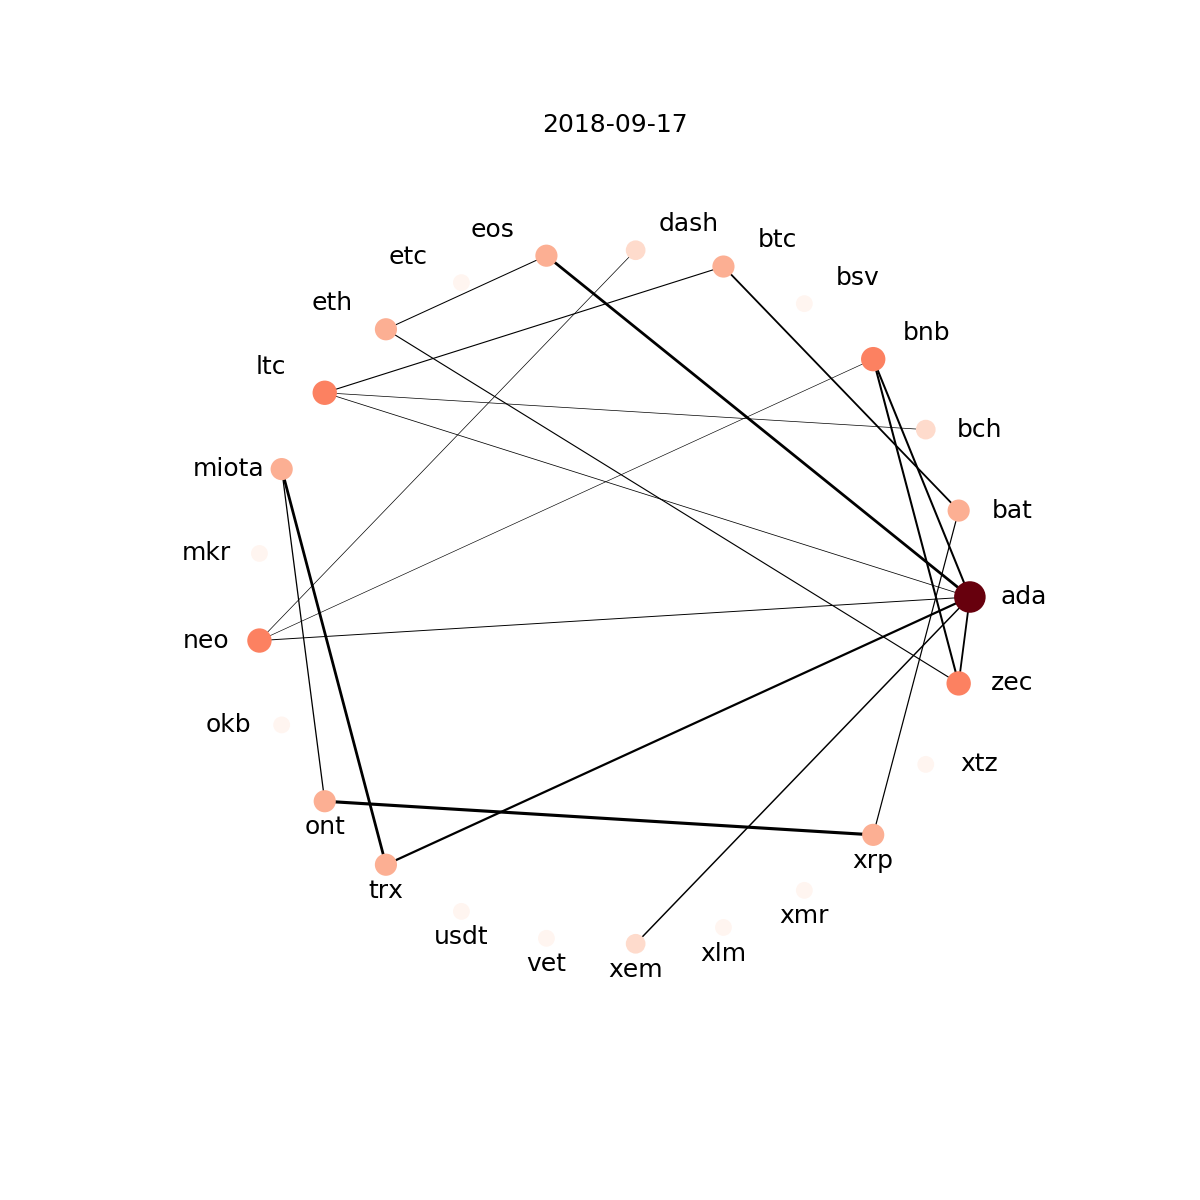 2018-09-17
dash
eos
btc
etc
bsv
eth
bnb
ltc
bch
miota
bat
mkr
ada
neo
zec
okb
xtz
ont
xrp
trx
xmr
usdt
xlm
vet
xem